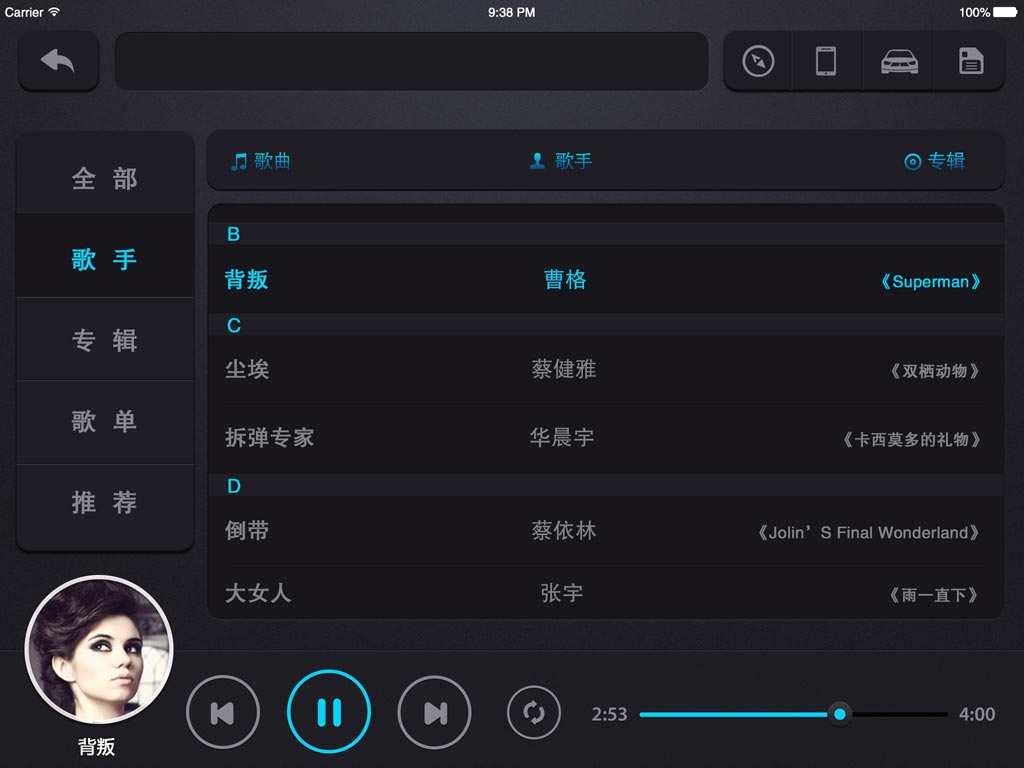 Carrier 9:38 PM 100%
歌曲 歌手 专辑
全 部
歌 手
专 辑
歌 单
推 荐
B
背叛 曹格 《Superman》
C
尘埃 蔡健雅 《双栖动物》
拆弹专家 华晨宇 《卡西莫多的礼物》
D
倒带 蔡依林 《Jolin’S Final Wonderland》
大女人 张宇 《雨一直下》
背叛
2:53 4:00